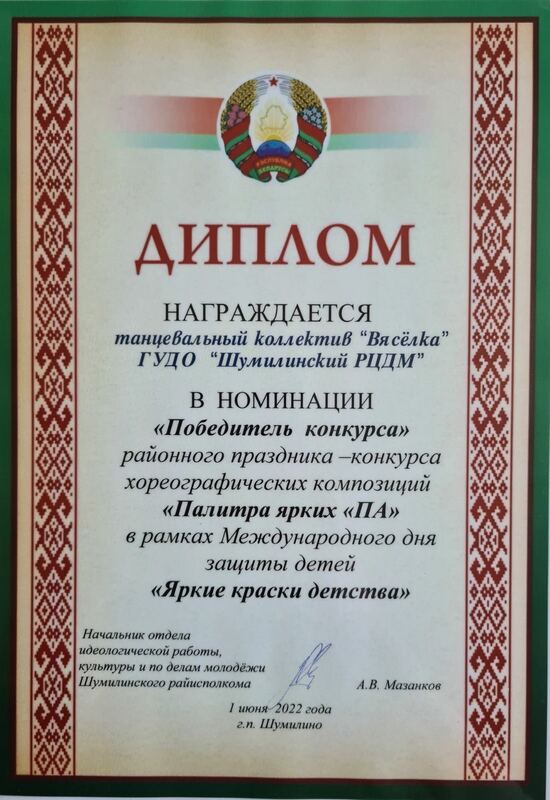 РЭСПУБЛІКА
БЕЛАРУСЬ
ДИПЛОМ
НАГРАЖДАЕТСЯ
танцевальный коллектив “Вясёлка”
ГУДО “Шумилинский РЦДМ”
В НОМИНАЦИИ
«Победитель конкурса»
районного праздника –конкурса
хореографических композиций
«Палитра ярких «ПА»
в рамках Международного дня
защиты детей
«Яркие краски детства»
Начальник отдела
идеологической работы,
культуры и по делам молодёжи
Шумилинского райисполкома
А.В. Мазанков
1 июня 2022 года
г.п. Шумилино